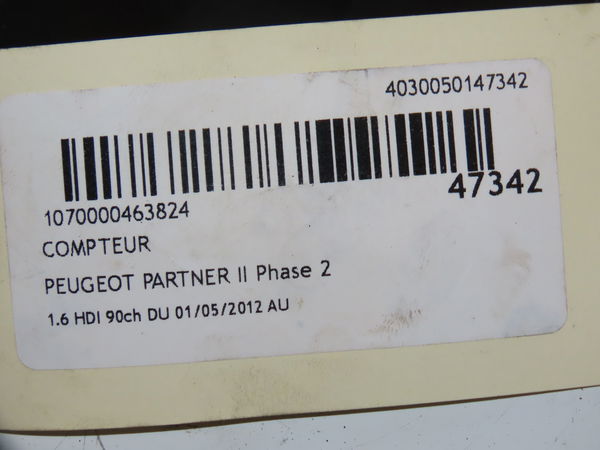 4030050147342
47342
1070000463824
COMPTEUR
PEUGEOT PARTNER II Phase 2
1.6 HDI 90ch DU 01/05/2012 AU